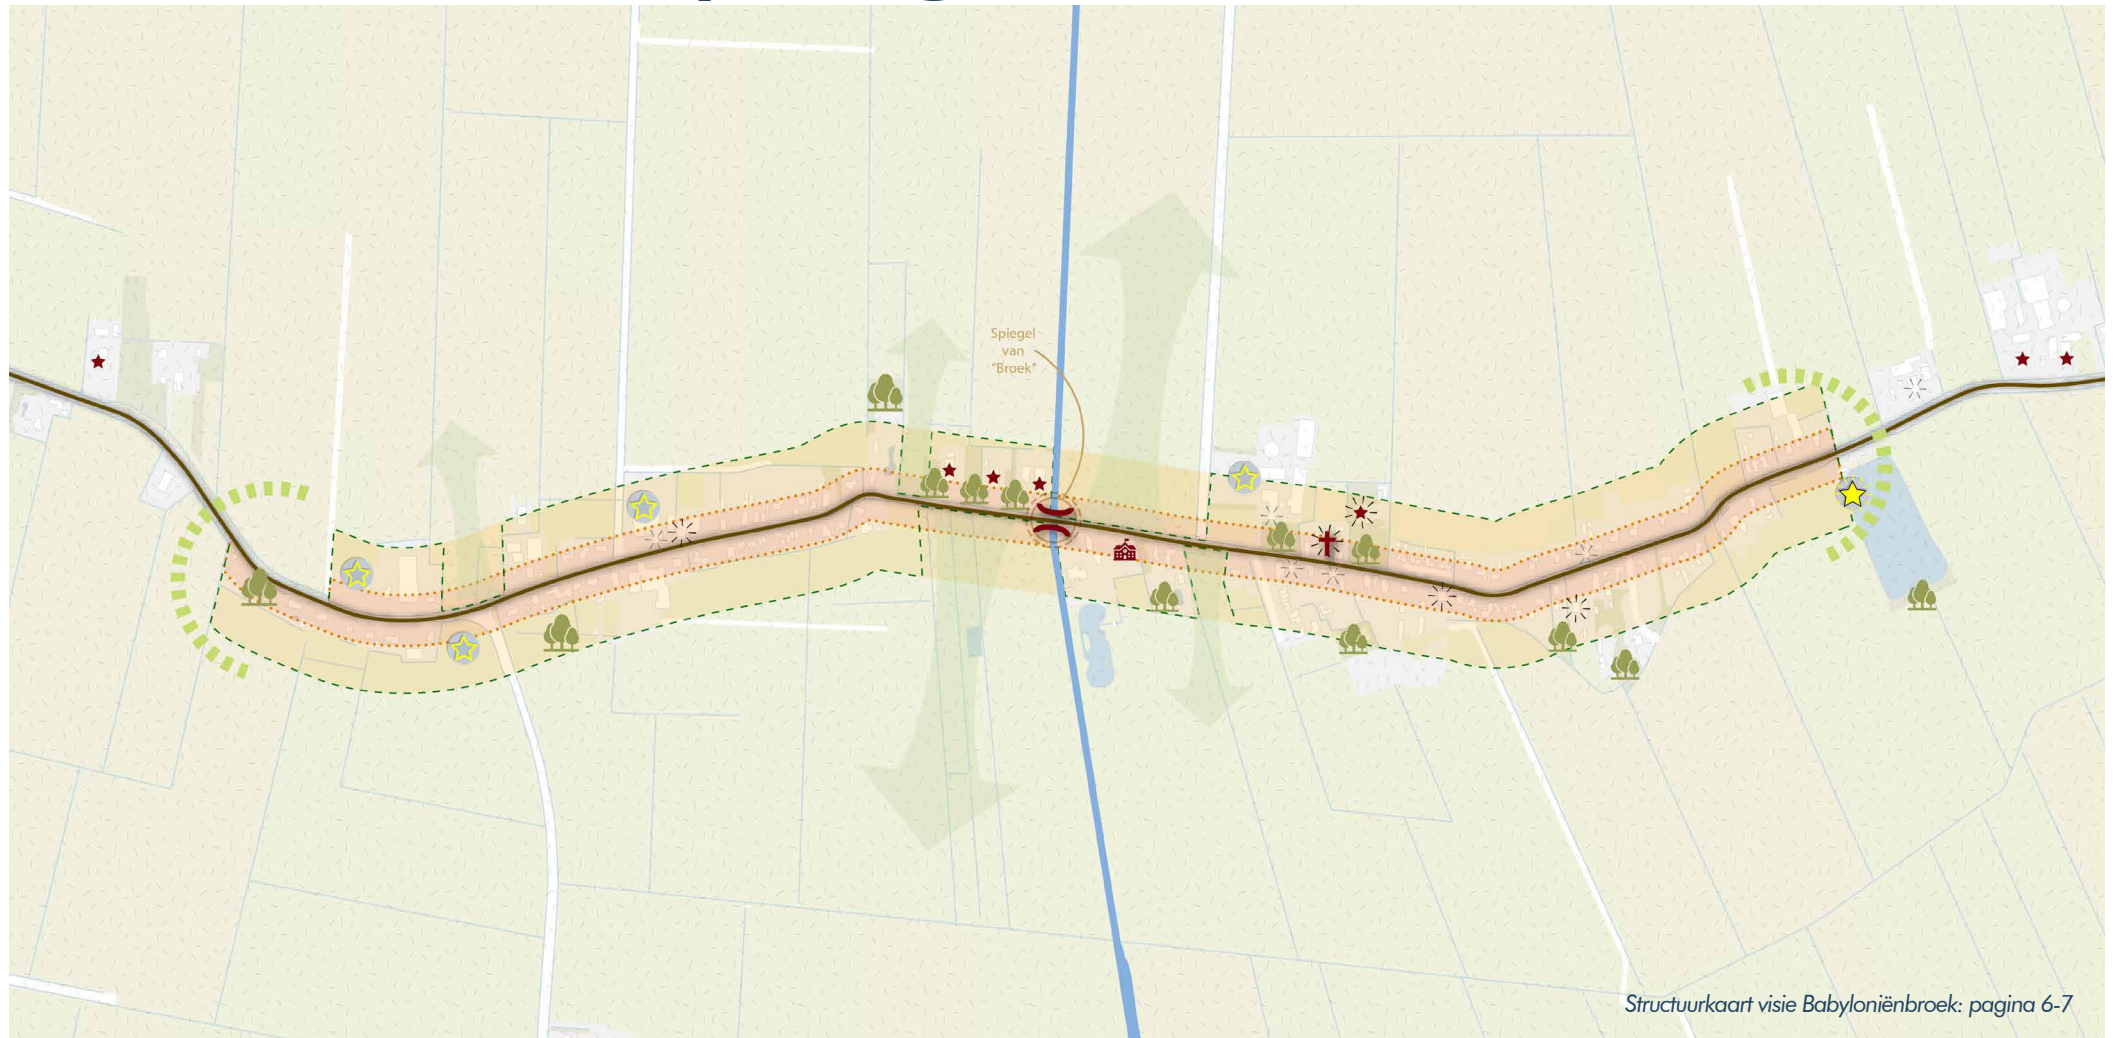 Spiegel
van
"Broek"
Structuurkaart visie Babyloniënbroek: pagina 6-7